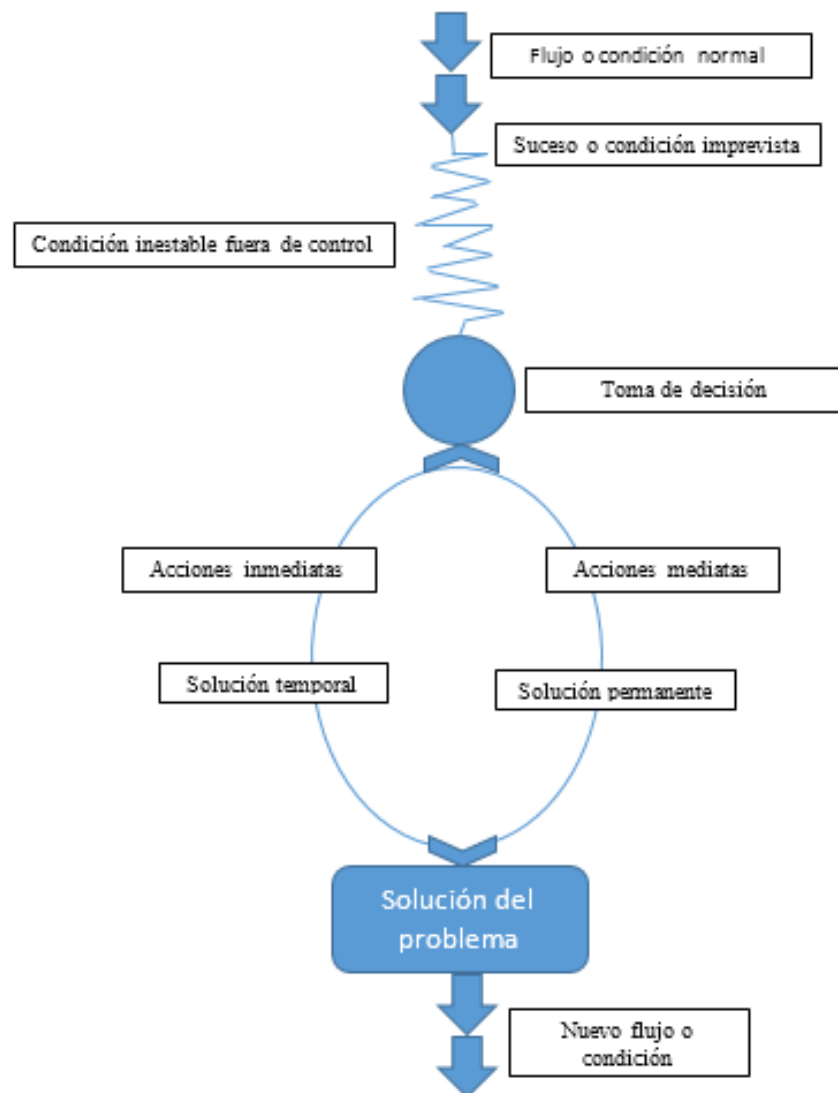 Flujo o condición normal
Suceso o condición imprevista
Condición inestable fuera de control
Toma de decisión
Acciones inmediatas
Acciones mediatas
Solución temporal
Solución permanente
Solución del
problema
Nuevo flujo o
condición